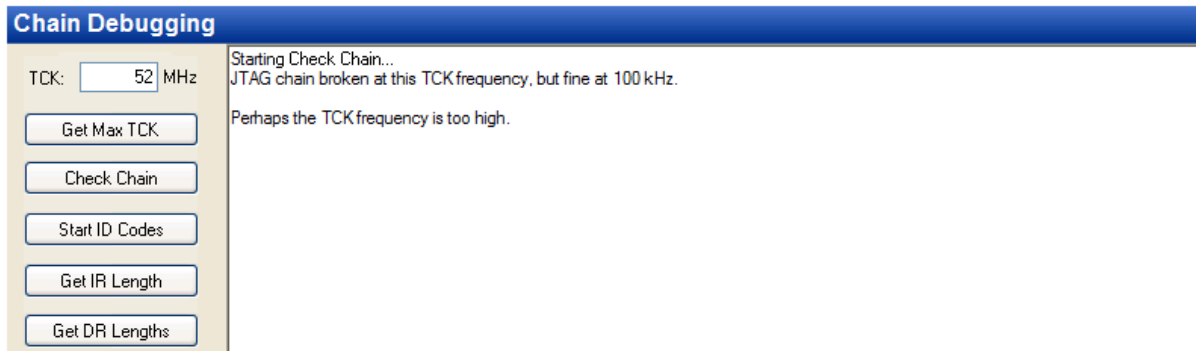 Chain Debugging
TCK: 52 MHz
Get Max TCK
Check Chain
Start ID Codes
Get IR Length
Get DR Lengths
Starting Check Chain...
JTAG chain broken at this TCK frequency, but fine at 100 kHz.
Perhaps the TCK frequency is too high.